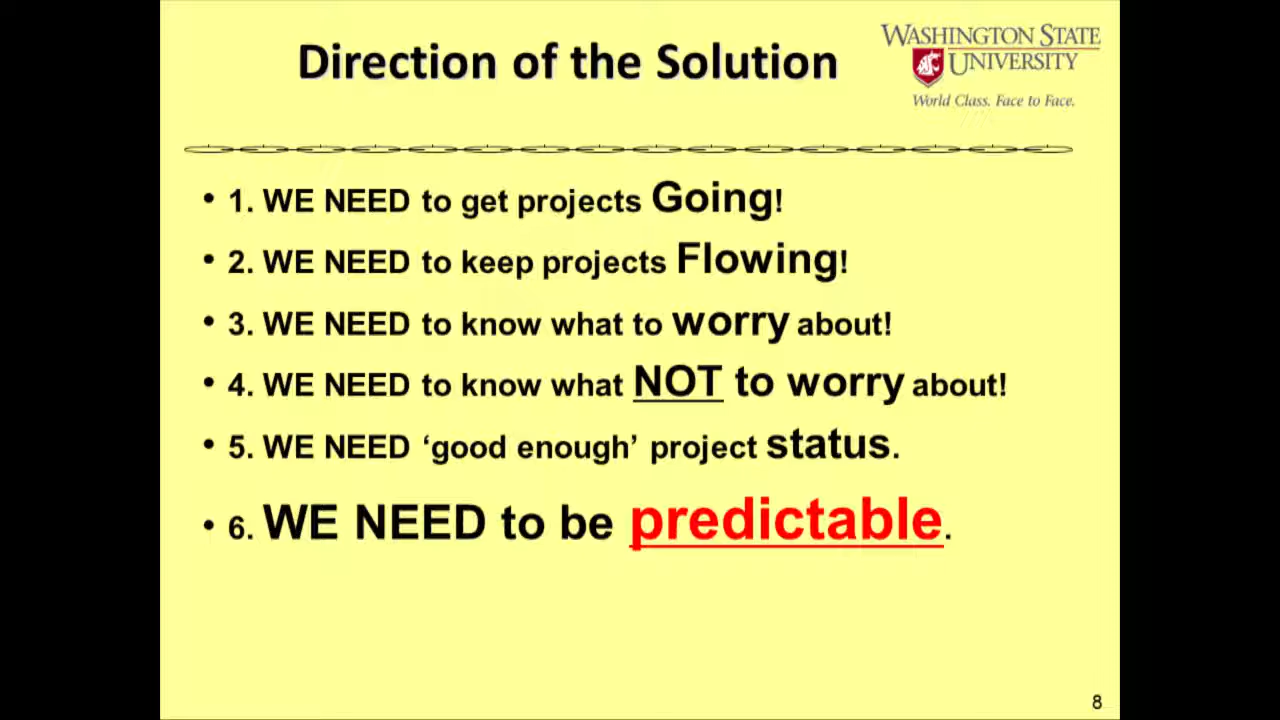 Direction of the Solution
WASHINGTON STATE
UNIVERSITY
World Class. Face to Face.
• 1. WE NEED to get projects Going!
• 2. WE NEED to keep projects Flowing!
• 3. WE NEED to know what to worry about!
• 4. WE NEED to know what NOT to worry about!
• 5. WE NEED ‘good enough’ project status.
• 6. WE NEED to be predictable.
8